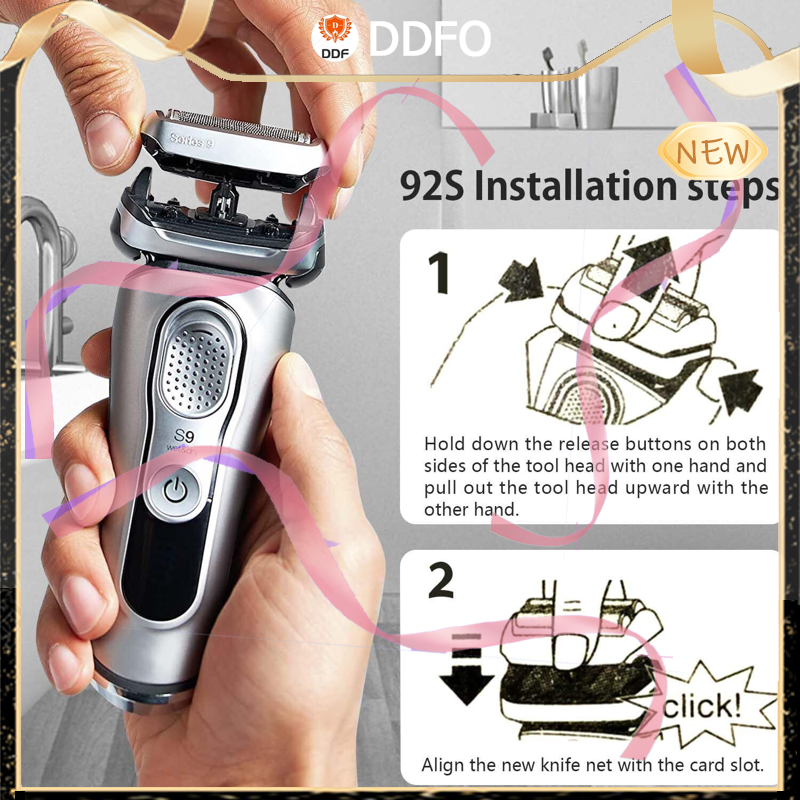 DDF
DDFO
NEW
Series 9
92S Installation steps
1
Hold down the release buttons on both
sides of the tool head with one hand and
pull out the tool head upward with the
other hand.
S9
2
click!
Align the new knife net with the card slot.